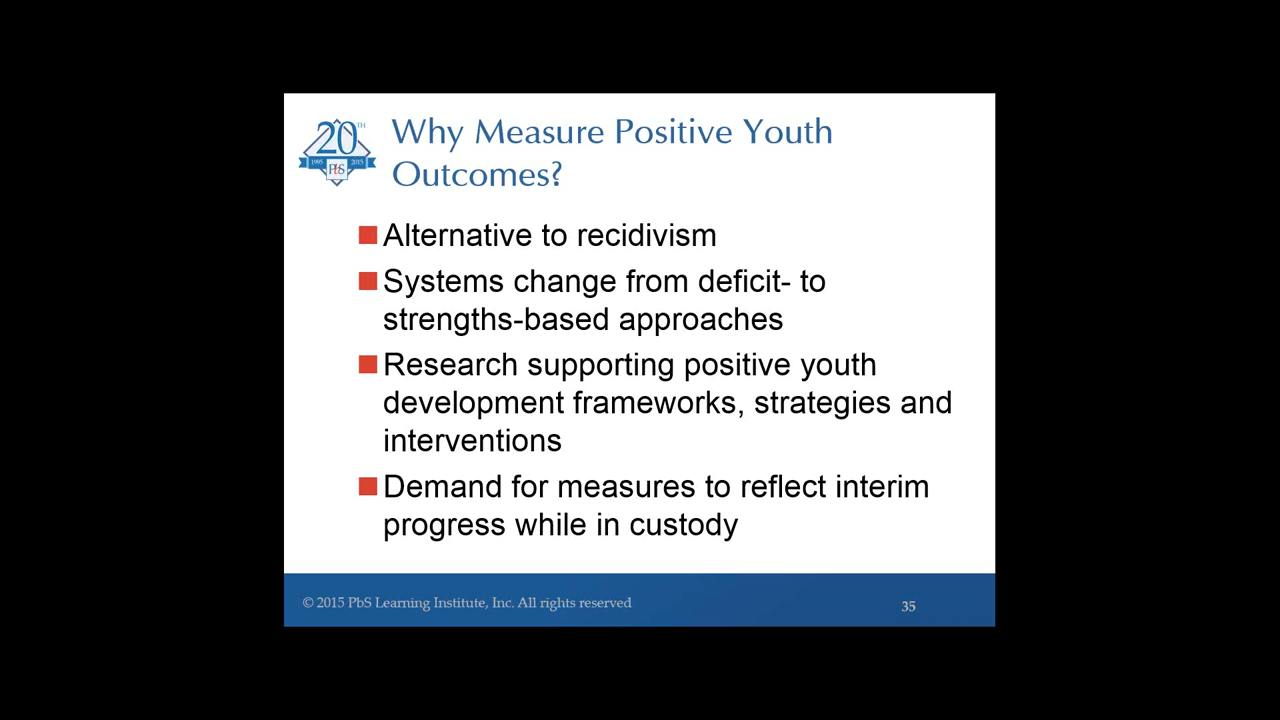 20TH
1995 PbS 2015
Why Measure Positive Youth
Outcomes?
Alternative to recidivism
Systems change from deficit- to
strengths-based approaches
Research supporting positive youth
development frameworks, strategies and
interventions
Demand for measures to reflect interim
progress while in custody
© 2015 PbS Learning Institute, Inc. All rights reserved
35